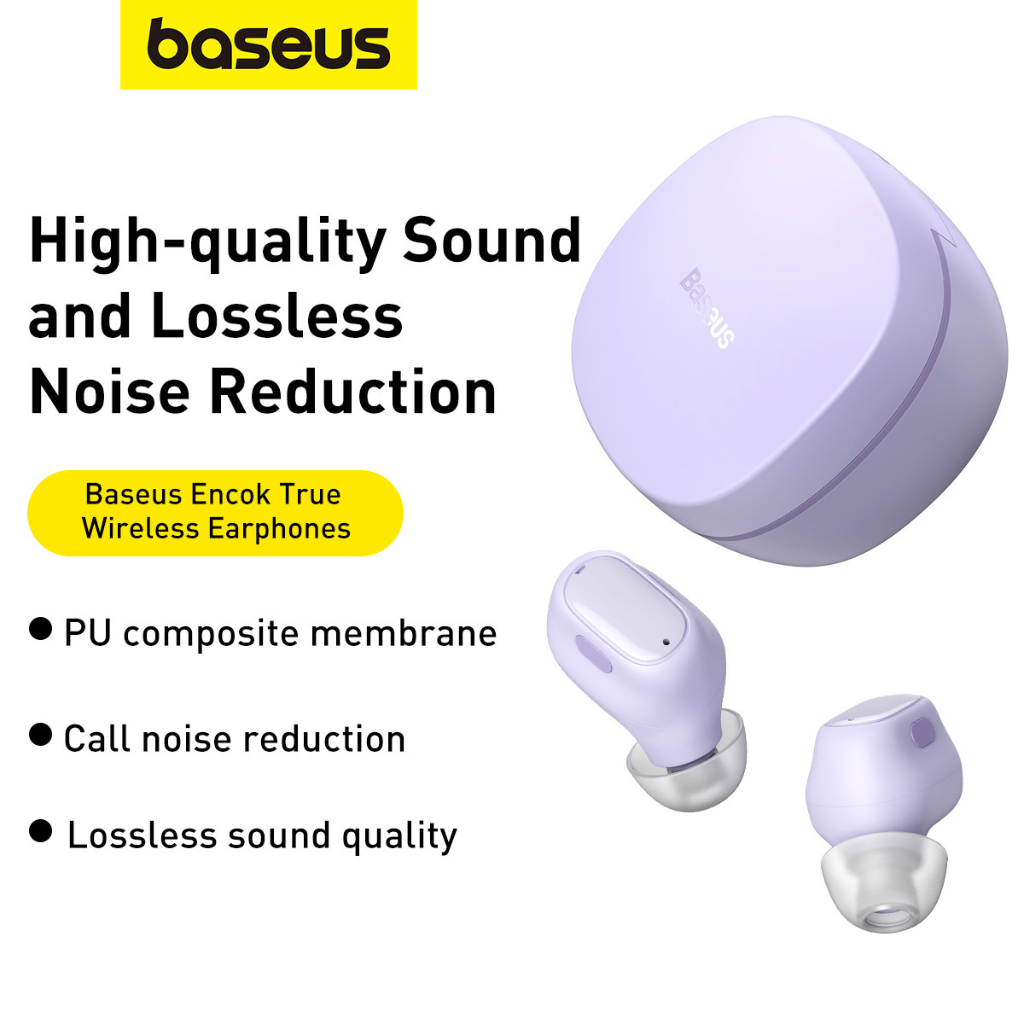 baseus
High-quality Sound
and Lossless
Noise Reduction
Baseus
Baseus Encok True
Wireless Earphones
● PU composite membrane
● Call noise reduction
● Lossless sound quality